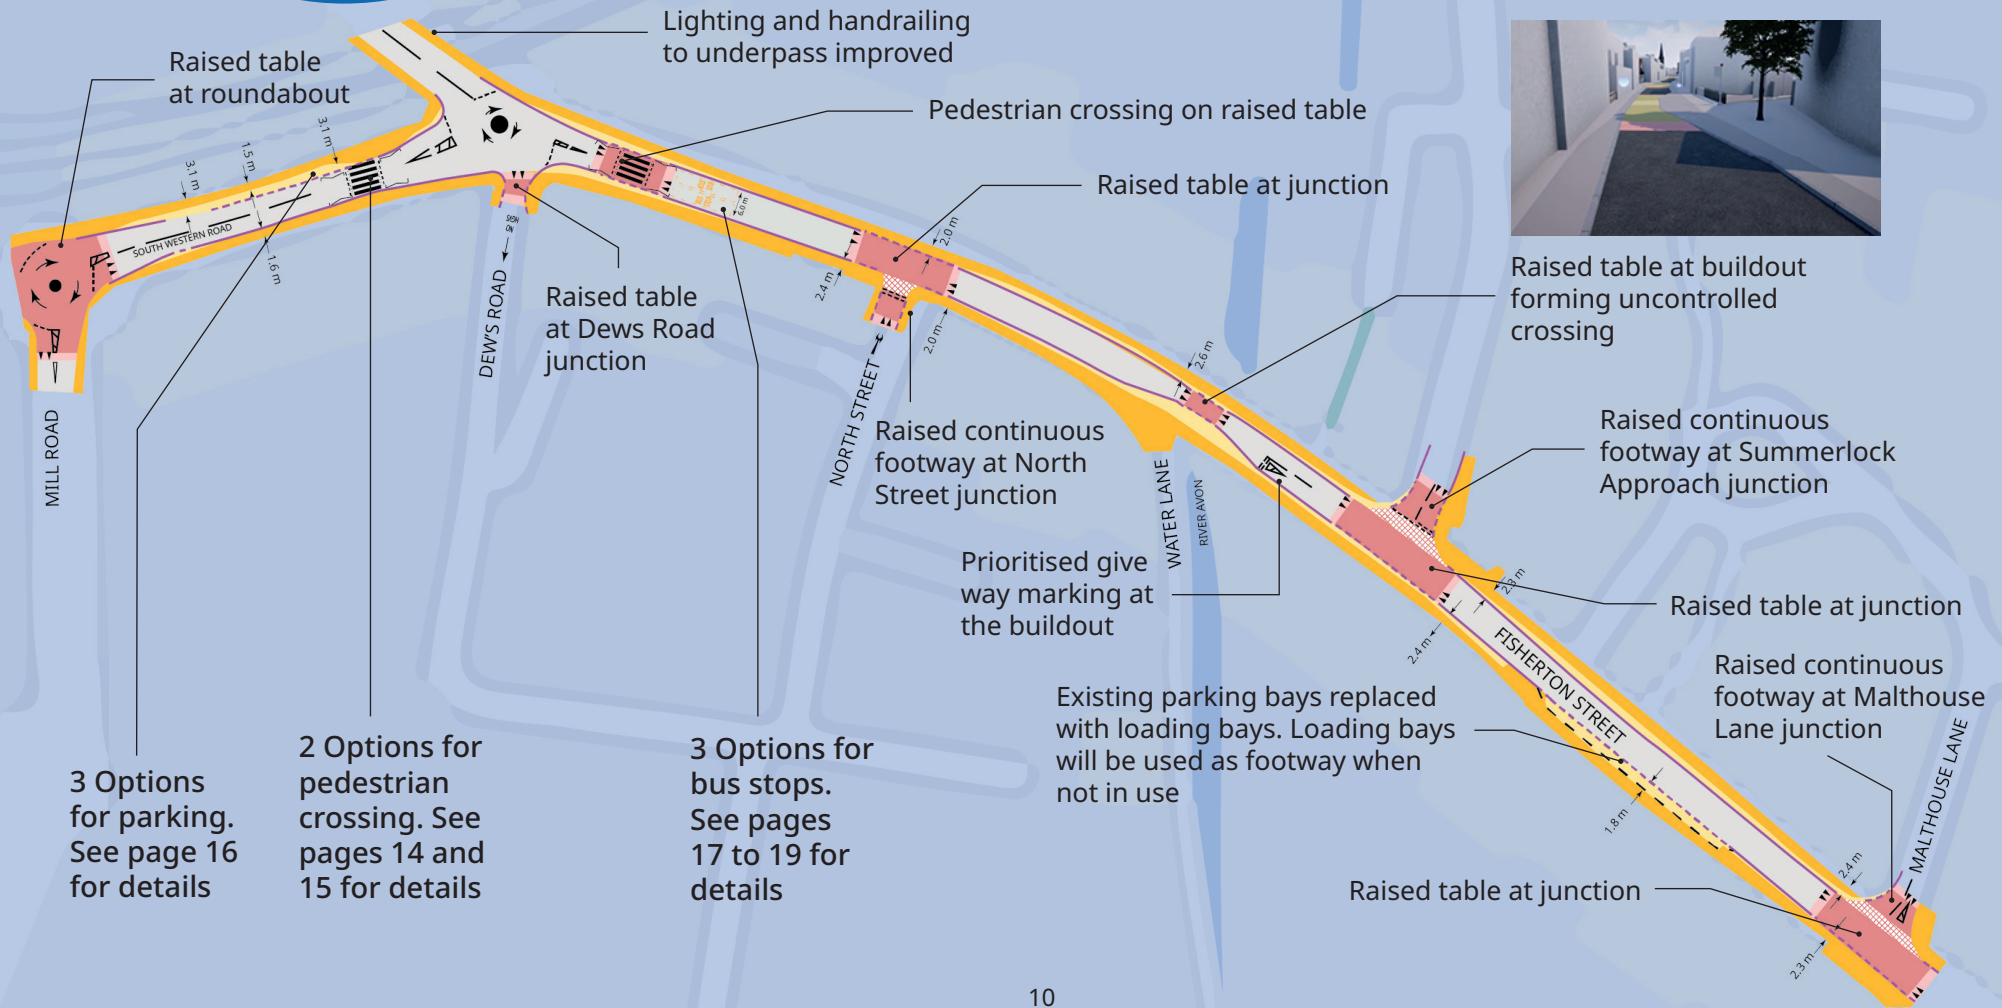 Lighting and handrailing
to underpass improved
Raised table
at roundabout
Pedestrian crossing on raised table
Raised table at junction
3.1 m
1.5 m
3.1 m
1.6 m
SOUTH WESTERN ROAD
6.0 m
2.0 m
2.4 m
2.0 m
Raised table at buildout
forming uncontrolled
crossing
Raised table
at Dews Road
junction
DEW'S ROAD
MILL ROAD
NORTH STREET
2.6 m
Raised continuous
footway at North
Street junction
Raised continuous
footway at Summerlock
Approach junction
WATER LANE
RIVER AVON
Prioritised give
way marking at
the buildout
2.3 m
2.4 m
Raised table at junction
FISHERTON STREET
Raised continuous
footway at Malthouse
Lane junction
MALTHOUSE LANE
Existing parking bays replaced
with loading bays. Loading bays
will be used as footway when
not in use
1.8 m
2.4 m
2.3 m
3 Options
for parking.
See page 16
for details
2 Options for
pedestrian
crossing. See
pages 14 and
15 for details
3 Options for
bus stops.
See pages
17 to 19 for
details
Raised table at junction
10